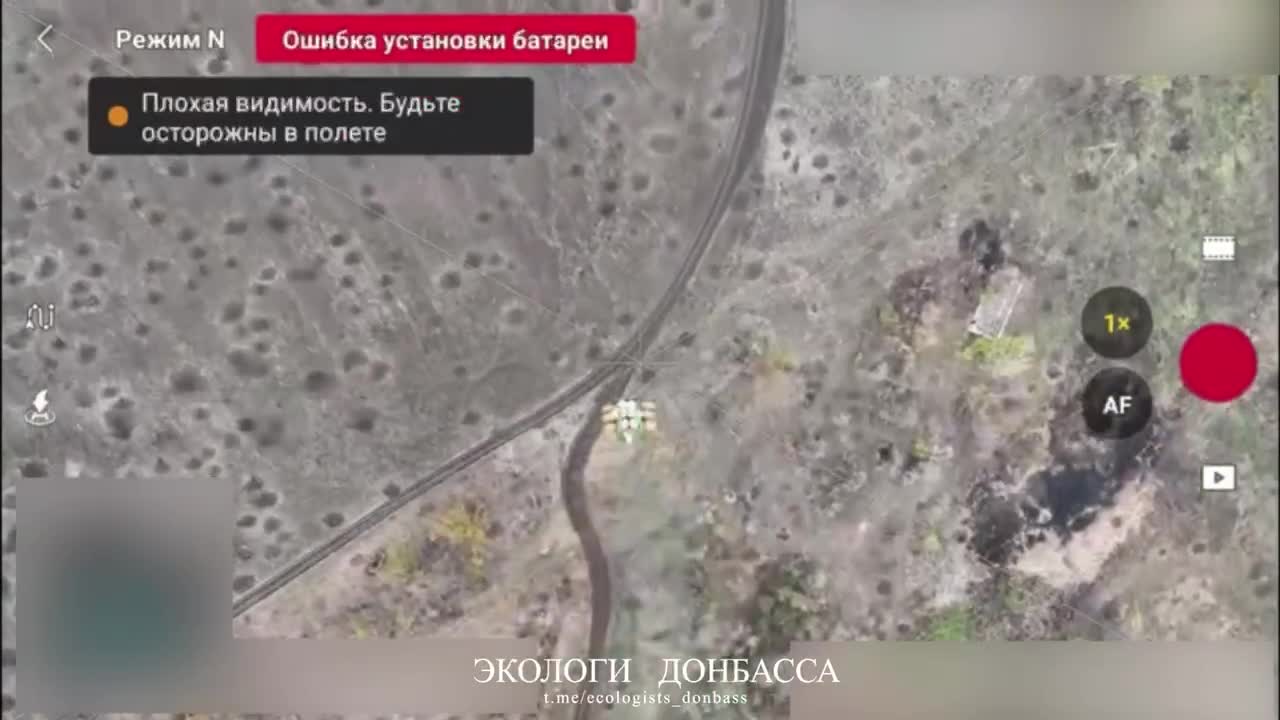 Режим N
Ошибка установки батареи
Плохая видимость. Будьте
осторожны в полете
1×
AF
ЭКОЛОГИ ДОНБАССА
t.me/ecologists_donbass